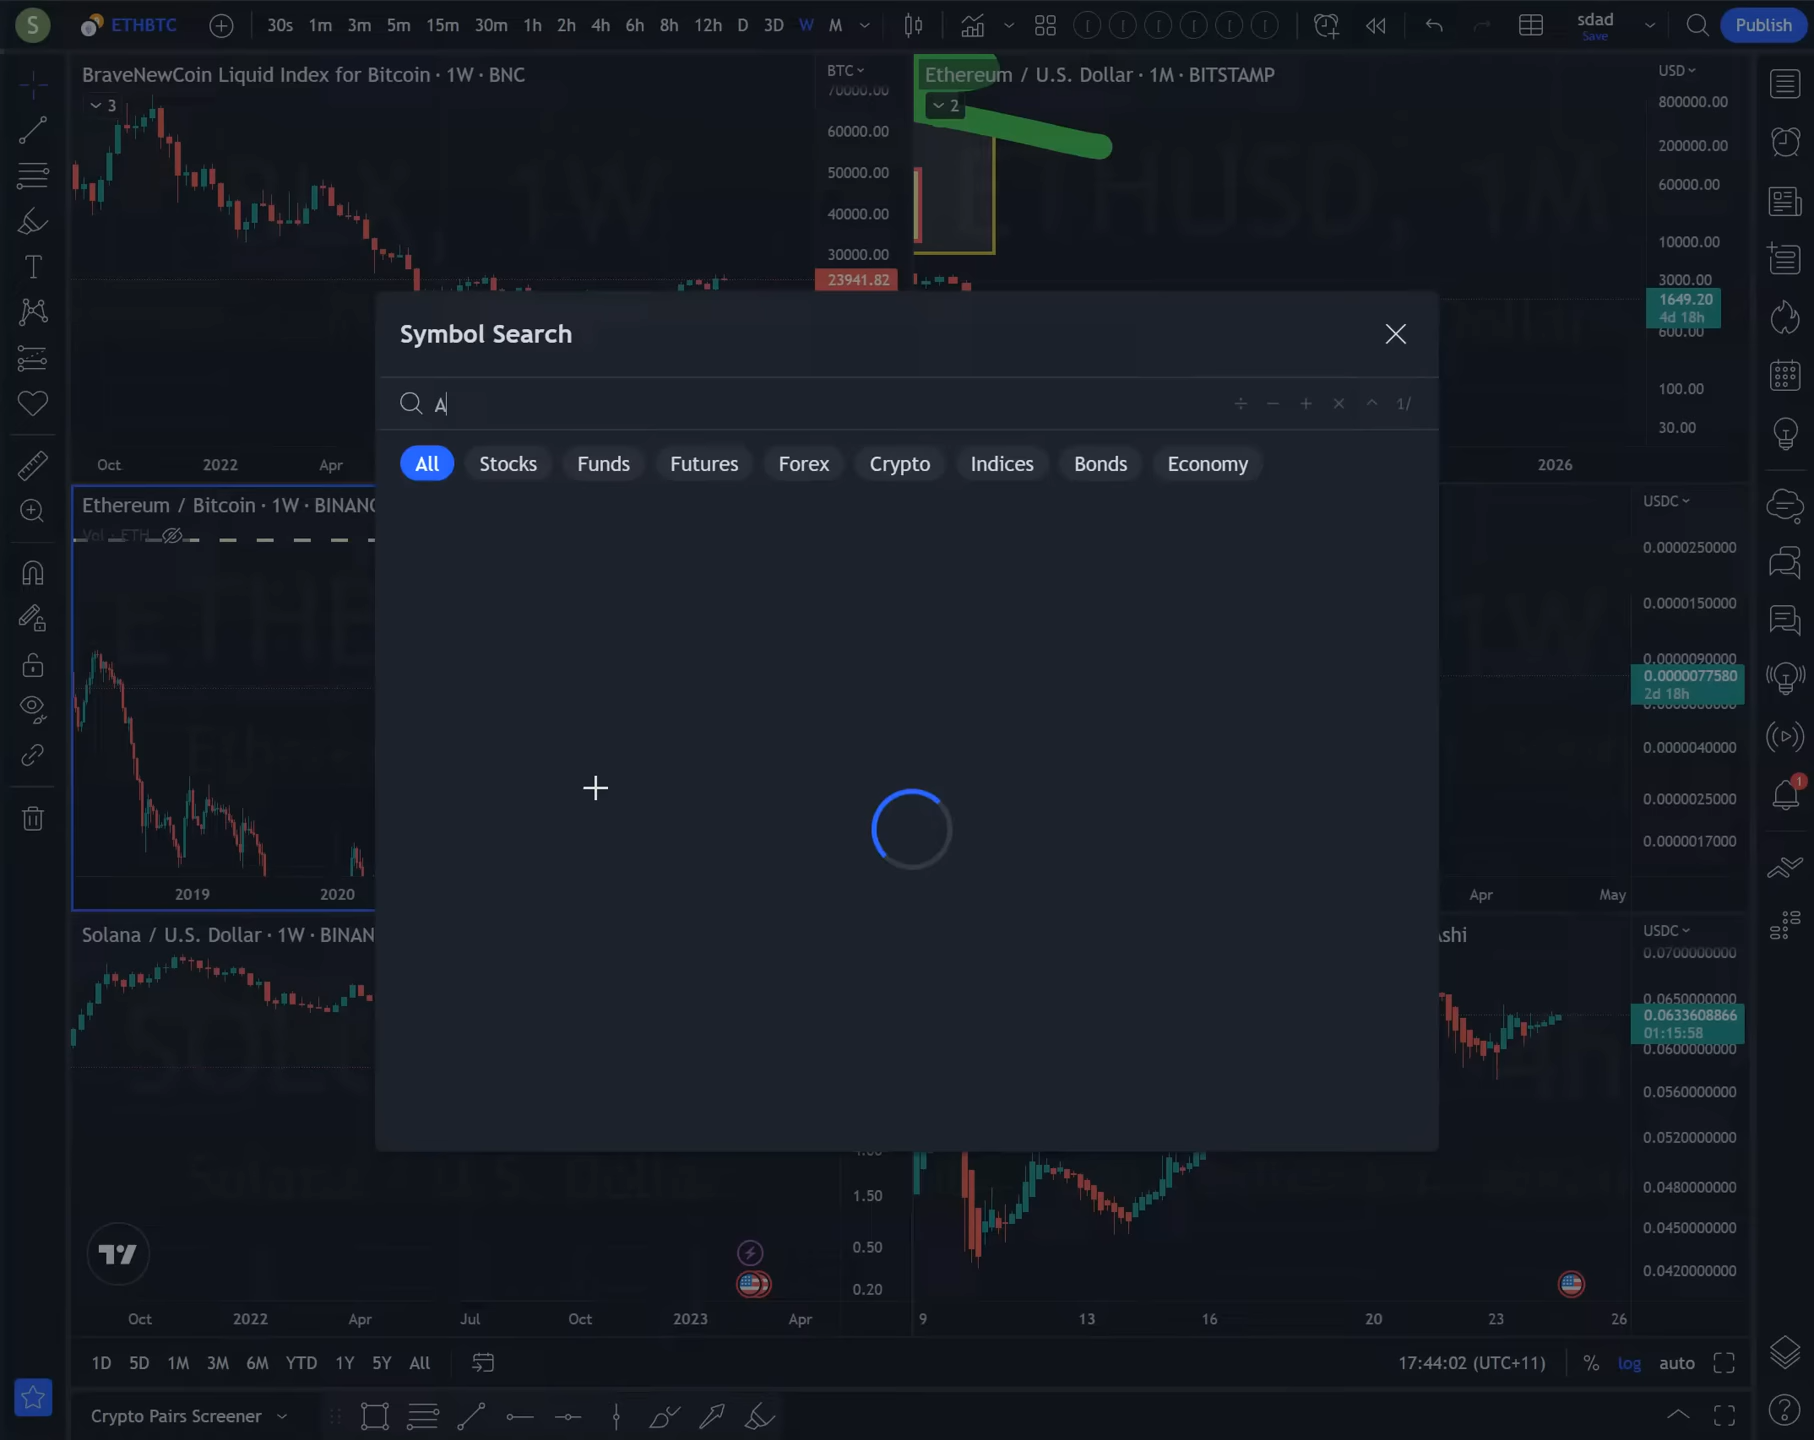 S
ETHBTC
30s 1m 3m 5m 15m 30m 1h 2h 4h 6h 8h 12h D 3D W M
sdad
Save
Publish
BraveNewCoin Liquid Index for Bitcoin · 1W · BNC
3
BTC
70000.00
60000.00
50000.00
40000.00
30000.00
23941.82
Oct 2022 Apr
Ethereum / U.S. Dollar · 1M · BITSTAMP
2
ETHUSD, 1M
USD
800000.00
200000.00
60000.00
10000.00
3000.00
1649.20
4d 18h
600.00
100.00
30.00
2026
Symbol Search
A
÷ − + × ^ 1/
All Stocks Funds Futures Forex Crypto Indices Bonds Economy
Ethereum / Bitcoin · 1W · BINANC
Vol · ETH
2019 2020
USDC
0.0000250000
0.0000150000
0.0000090000
0.0000077580
2d 18h
0.0000040000
0.0000025000
0.0000017000
Apr May
Solana / U.S. Dollar · 1W · BINAN
1.50
0.50
0.20
Oct 2022 Apr Jul Oct 2023 Apr
Ashi
USDC
0.0700000000
0.0650000000
0.0633608866
01:15:58
0.0600000000
0.0560000000
0.0520000000
0.0480000000
0.0450000000
0.0420000000
9 13 16 20 23 26
1
1D 5D 1M 3M 6M YTD 1Y 5Y All
17:44:02 (UTC+11) % log auto
Crypto Pairs Screener